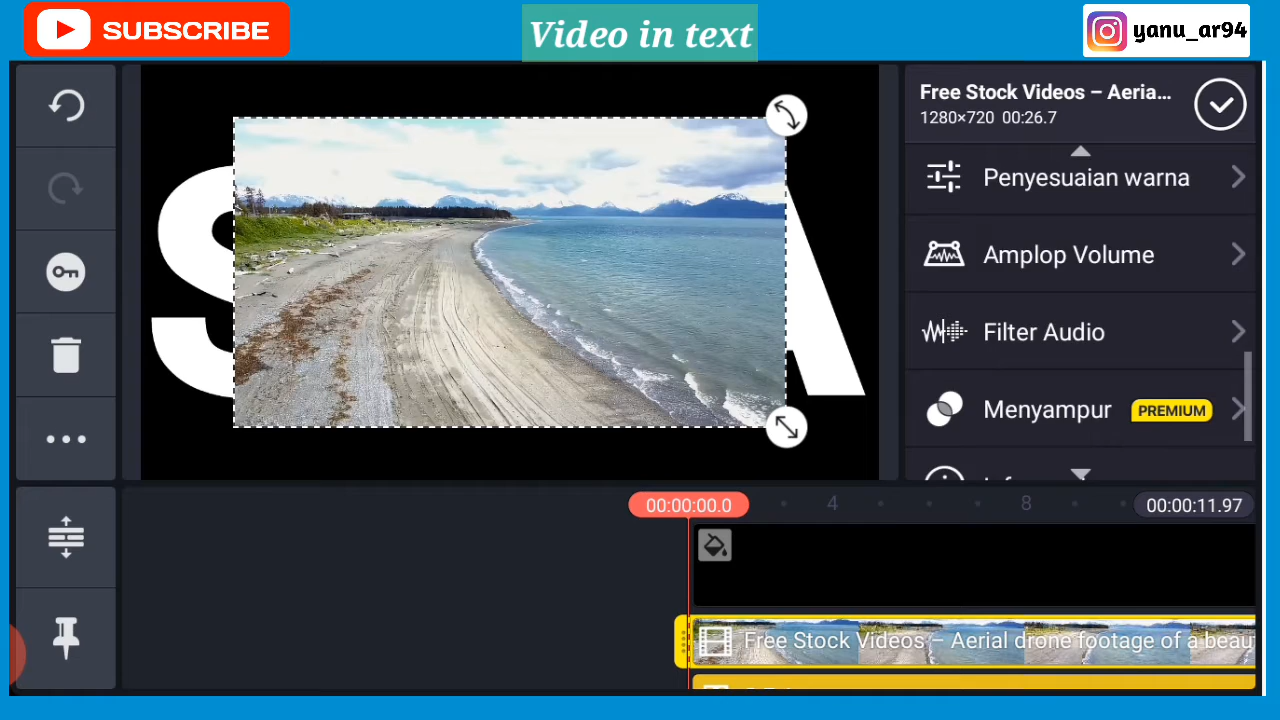 SUBSCRIBE
Video in text
yanu_ar94
Free Stock Videos – Aeria...
1280×720 00:26.7
Penyesuaian warna
Amplop Volume
Filter Audio
Menyampur PREMIUM
S A
00:00:00.0
4
8
00:00:11.97
Free Stock Videos – Aerial drone footage of a beau